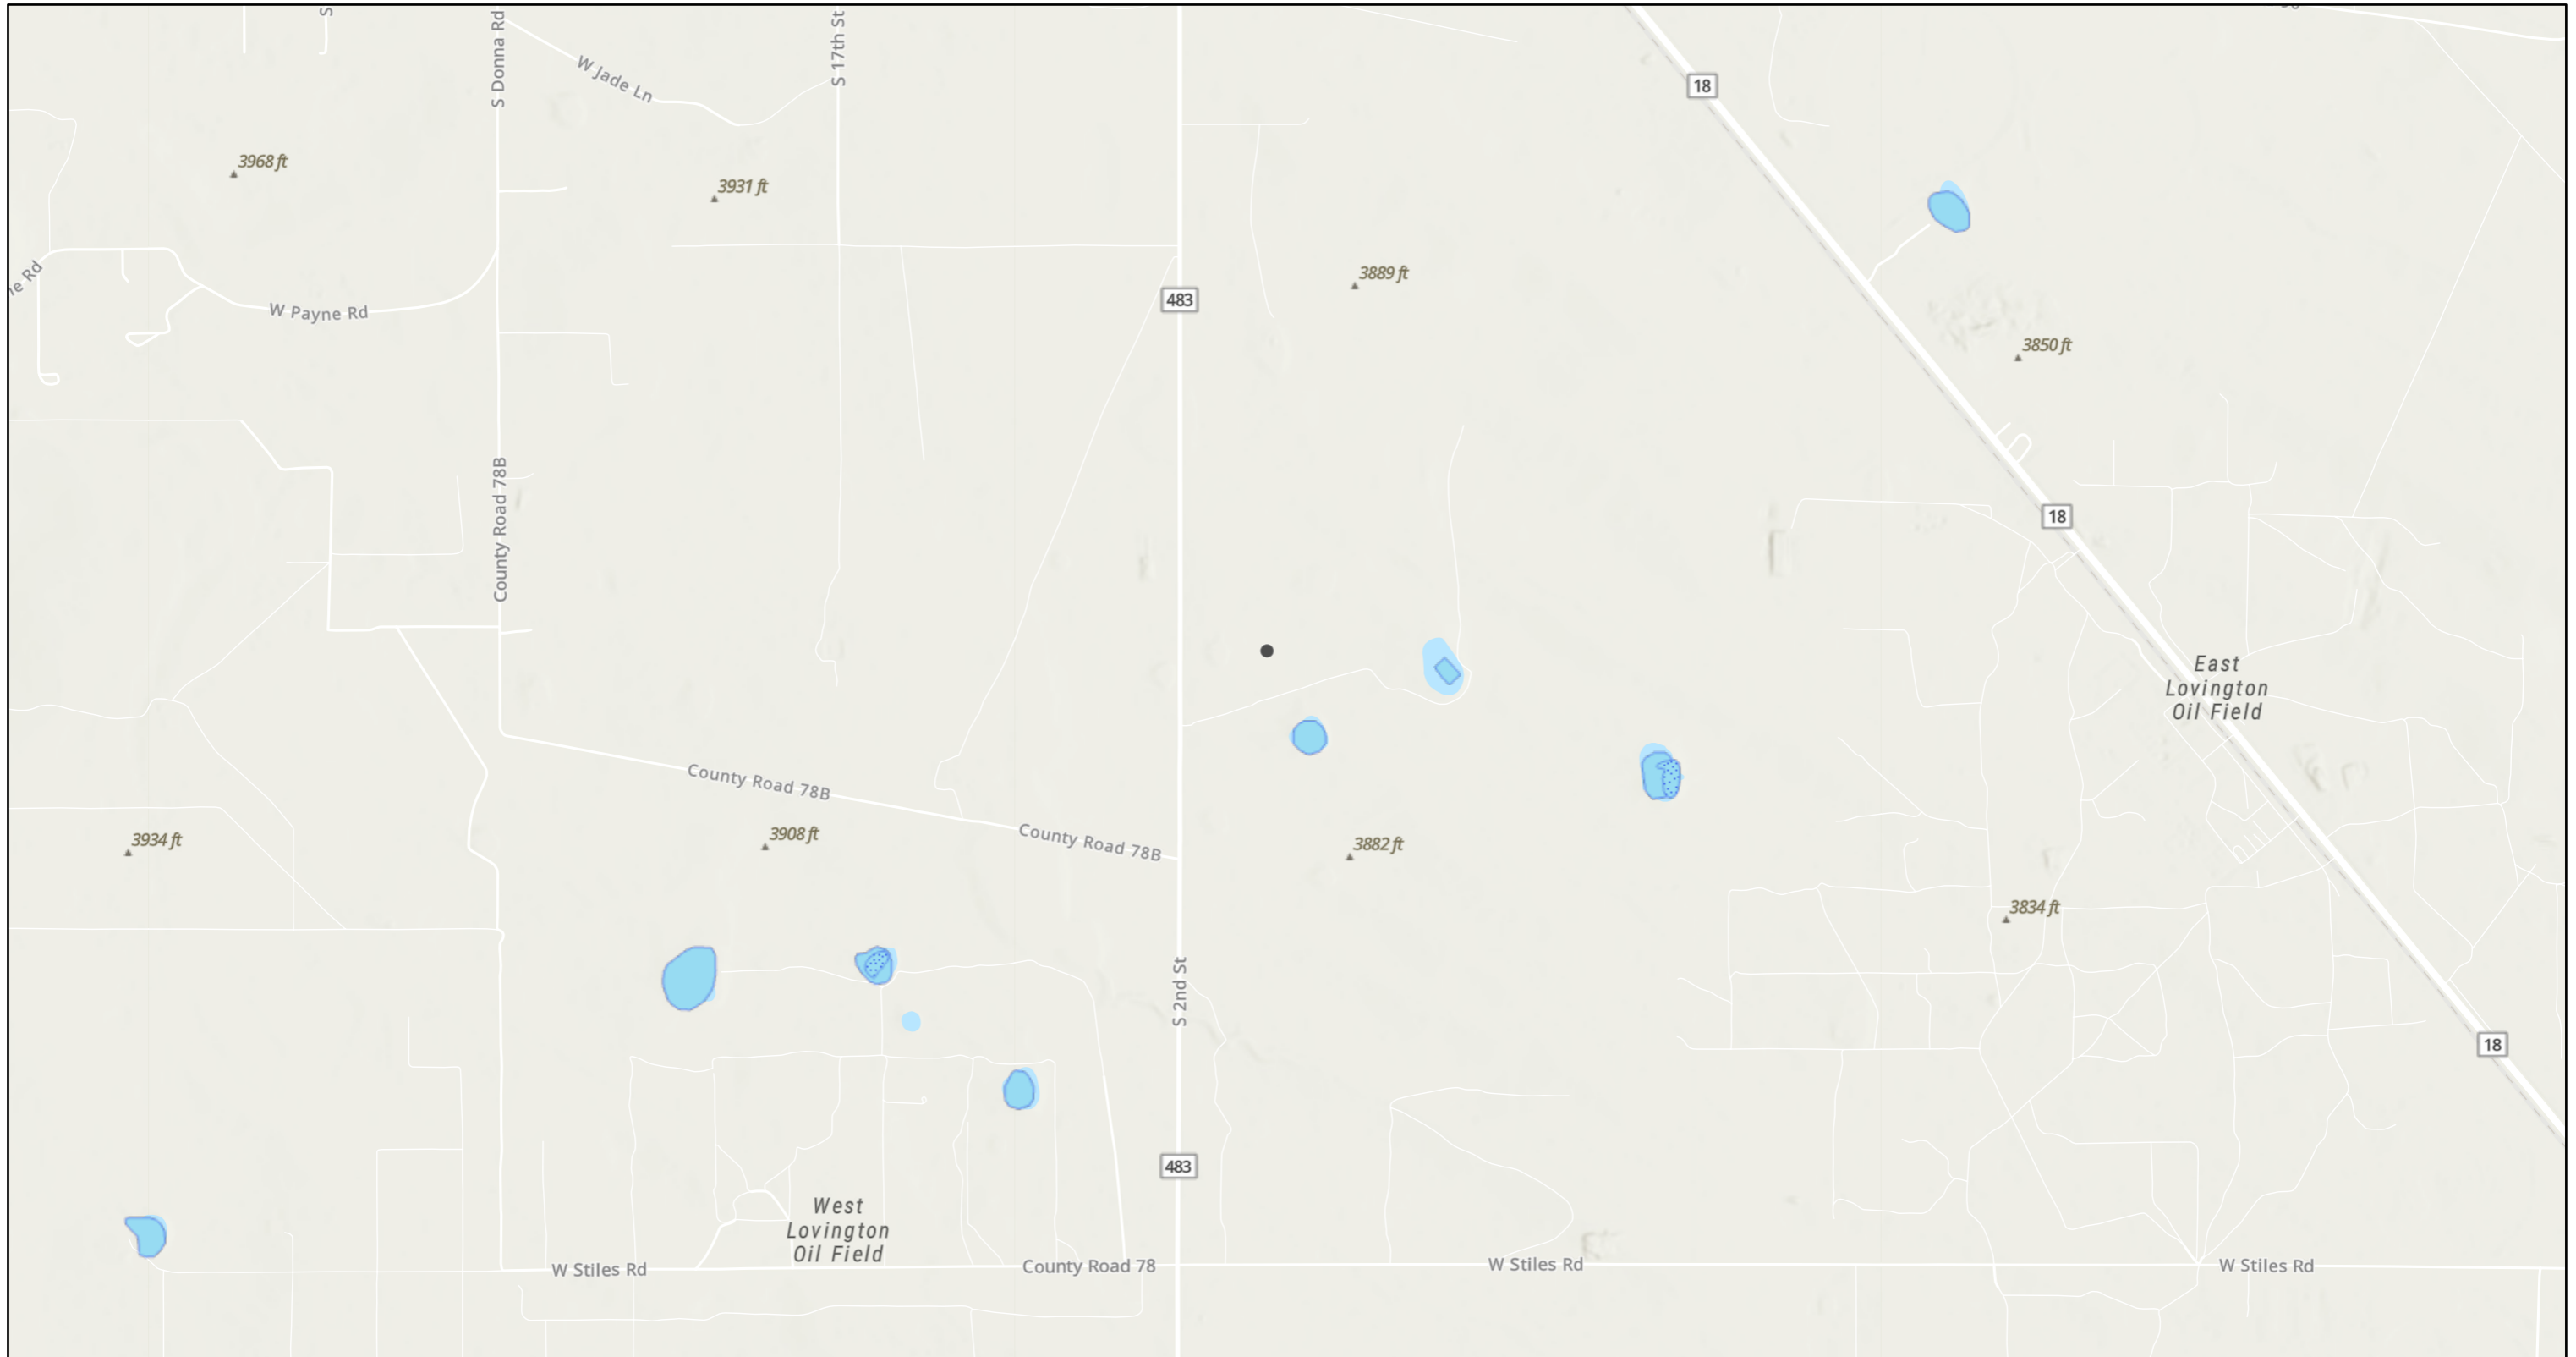 S
S Donna Rd
S 17th St
W Jade Ln
18
3968 ft
3931 ft
le Rd
3889 ft
483
W Payne Rd
3850 ft
County Road 78B
18
East
Lovington
Oil Field
County Road 78B
3934 ft
3908 ft
County Road 78B
3882 ft
3834 ft
S 2nd St
18
483
West
Lovington
Oil Field
W Stiles Rd
County Road 78
W Stiles Rd
W Stiles Rd